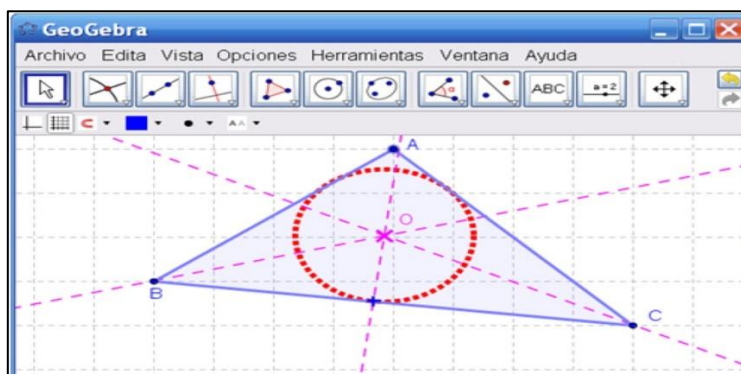 GeoGebra
Archivo Edita Vista Opciones Herramientas Ventana Ayuda
α ABC a=2
A A
A
O
B
C